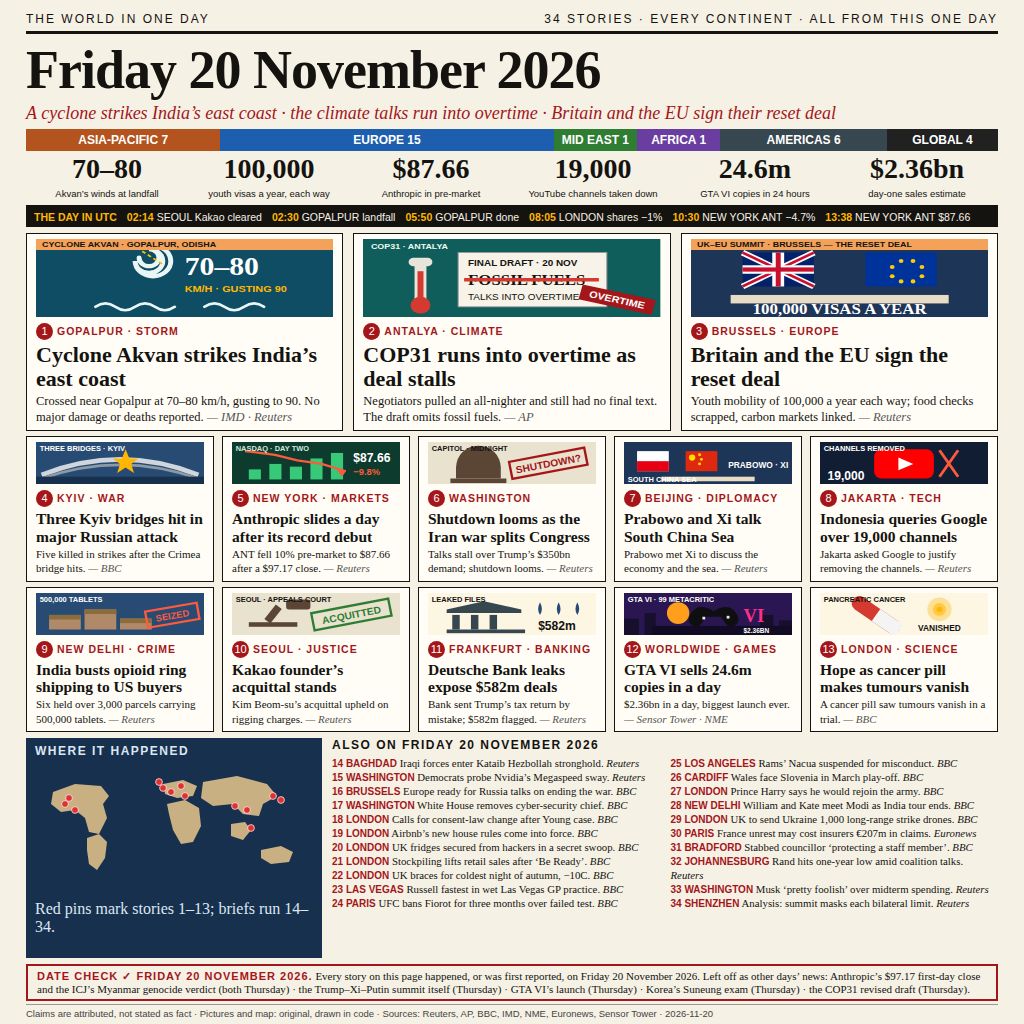 THE WORLD IN ONE DAY
34 STORIES · EVERY CONTINENT · ALL FROM THIS ONE DAY
Friday 20 November 2026
A cyclone strikes India’s east coast · the climate talks run into overtime · Britain and the EU sign their reset deal
ASIA-PACIFIC 7
EUROPE 15
MID EAST 1
AFRICA 1
AMERICAS 6
GLOBAL 4
70–80
Akvan’s winds at landfall
100,000
youth visas a year, each way
$87.66
Anthropic in pre-market
19,000
YouTube channels taken down
24.6m
GTA VI copies in 24 hours
$2.36bn
day-one sales estimate
THE DAY IN UTC 02:14 SEOUL Kakao cleared 02:30 GOPALPUR landfall 05:50 GOPALPUR done 08:05 LONDON shares −1% 10:30 NEW YORK ANT −4.7% 13:38 NEW YORK ANT $87.66
CYCLONE AKVAN · GOPALPUR, ODISHA
70–80
KM/H · GUSTING 90
1 GOPALPUR · STORM
Cyclone Akvan strikes India’s
east coast
Crossed near Gopalpur at 70–80 km/h, gusting to 90. No
major damage or deaths reported. — IMD · Reuters
COP31 · ANTALYA
FINAL DRAFT · 20 NOV
FOSSIL FUELS
TALKS INTO OVERTIME
OVERTIME
2 ANTALYA · CLIMATE
COP31 runs into overtime as
deal stalls
Negotiators pulled an all-nighter and still had no final text.
The draft omits fossil fuels. — AP
UK–EU SUMMIT · BRUSSELS — THE RESET DEAL
100,000 VISAS A YEAR
3 BRUSSELS · EUROPE
Britain and the EU sign the
reset deal
Youth mobility of 100,000 a year each way; food checks
scrapped, carbon markets linked. — Reuters
THREE BRIDGES · KYIV
4 KYIV · WAR
Three Kyiv bridges hit in
major Russian attack
Five killed in strikes after the Crimea
bridge hits. — BBC
NASDAQ · DAY TWO
$87.66
−9.8%
5 NEW YORK · MARKETS
Anthropic slides a day
after its record debut
ANT fell 10% pre-market to $87.66
after a $97.17 close. — Reuters
CAPITOL · MIDNIGHT
SHUTDOWN?
6 WASHINGTON
Shutdown looms as the
Iran war splits Congress
Talks stall over Trump’s $350bn
demand; shutdown looms. — Reuters
PRABOWO · XI
SOUTH CHINA SEA
7 BEIJING · DIPLOMACY
Prabowo and Xi talk
South China Sea
Prabowo met Xi to discuss the
economy and the sea. — Reuters
CHANNELS REMOVED
19,000
8 JAKARTA · TECH
Indonesia queries Google
over 19,000 channels
Jakarta asked Google to justify
removing the channels. — Reuters
500,000 TABLETS
SEIZED
9 NEW DELHI · CRIME
India busts opioid ring
shipping to US buyers
Six held over 3,000 parcels carrying
500,000 tablets. — Reuters
SEOUL · APPEALS COURT
ACQUITTED
10 SEOUL · JUSTICE
Kakao founder’s
acquittal stands
Kim Beom-su’s acquittal upheld on
rigging charges. — Reuters
LEAKED FILES
$582m
11 FRANKFURT · BANKING
Deutsche Bank leaks
expose $582m deals
Bank sent Trump’s tax return by
mistake; $582m flagged. — Reuters
GTA VI · 99 METACRITIC
VI
$2.36BN
12 WORLDWIDE · GAMES
GTA VI sells 24.6m
copies in a day
$2.36bn in a day, biggest launch ever.
— Sensor Tower · NME
PANCREATIC CANCER
VANISHED
13 LONDON · SCIENCE
Hope as cancer pill
makes tumours vanish
A cancer pill saw tumours vanish in a
trial. — BBC
WHERE IT HAPPENED
Red pins mark stories 1–13; briefs run 14–
34.
ALSO ON FRIDAY 20 NOVEMBER 2026
14 BAGHDAD Iraqi forces enter Kataib Hezbollah stronghold. Reuters
15 WASHINGTON Democrats probe Nvidia’s Megaspeed sway. Reuters
16 BRUSSELS Europe ready for Russia talks on ending the war. BBC
17 WASHINGTON White House removes cyber-security chief. BBC
18 LONDON Calls for consent-law change after Young case. BBC
19 LONDON Airbnb’s new house rules come into force. BBC
20 LONDON UK fridges secured from hackers in a secret swoop. BBC
21 LONDON Stockpiling lifts retail sales after ‘Be Ready’. BBC
22 LONDON UK braces for coldest night of autumn, −10C. BBC
23 LAS VEGAS Russell fastest in wet Las Vegas GP practice. BBC
24 PARIS UFC bans Fiorot for three months over failed test. BBC
25 LOS ANGELES Rams’ Nacua suspended for misconduct. BBC
26 CARDIFF Wales face Slovenia in March play-off. BBC
27 LONDON Prince Harry says he would rejoin the army. BBC
28 NEW DELHI William and Kate meet Modi as India tour ends. BBC
29 LONDON UK to send Ukraine 1,000 long-range strike drones. BBC
30 PARIS France unrest may cost insurers €207m in claims. Euronews
31 BRADFORD Stabbed councillor ‘protecting a staff member’. BBC
32 JOHANNESBURG Rand hits one-year low amid coalition talks.
Reuters
33 WASHINGTON Musk ‘pretty foolish’ over midterm spending. Reuters
34 SHENZHEN Analysis: summit masks each bilateral limit. Reuters
DATE CHECK ✓ FRIDAY 20 NOVEMBER 2026. Every story on this page happened, or was first reported, on Friday 20 November 2026. Left off as other days’ news: Anthropic’s $97.17 first-day close
and the ICJ’s Myanmar genocide verdict (both Thursday) · the Trump–Xi–Putin summit itself (Thursday) · GTA VI’s launch (Thursday) · Korea’s Suneung exam (Thursday) · the COP31 revised draft (Thursday).
Claims are attributed, not stated as fact · Pictures and map: original, drawn in code · Sources: Reuters, AP, BBC, IMD, NME, Euronews, Sensor Tower · 2026-11-20